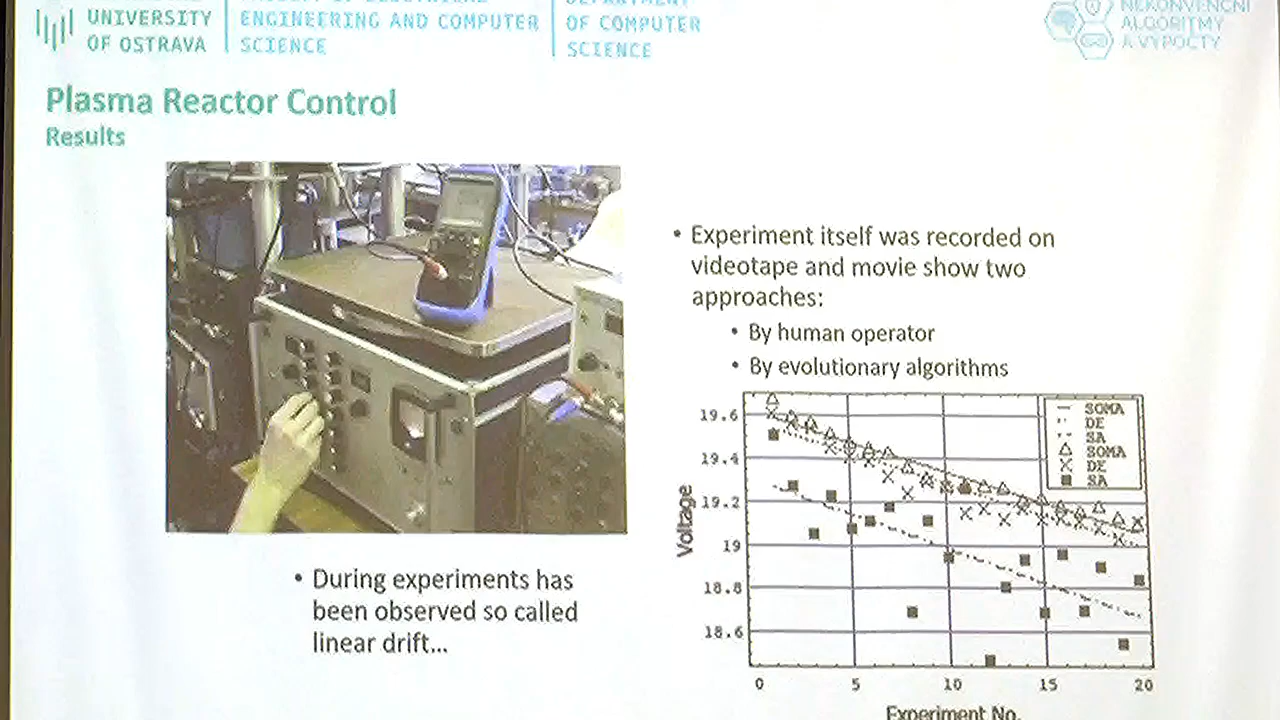 UNIVERSITY
OF OSTRAVA
ENGINEERING AND COMPUTER
SCIENCE
OF COMPUTER
SCIENCE
NEKONVENČNÍ
ALGORITMY
A VÝPOČTY
Plasma Reactor Control
Results
• Experiment itself was recorded on
videotape and movie show two
approaches:
• By human operator
• By evolutionary algorithms
• During experiments has
been observed so called
linear drift...
SOMA
DE
SA
SOMA
DE
SA
Voltage
19.6
19.4
19.2
19
18.8
18.6
0 5 10 15 20
Experiment No.